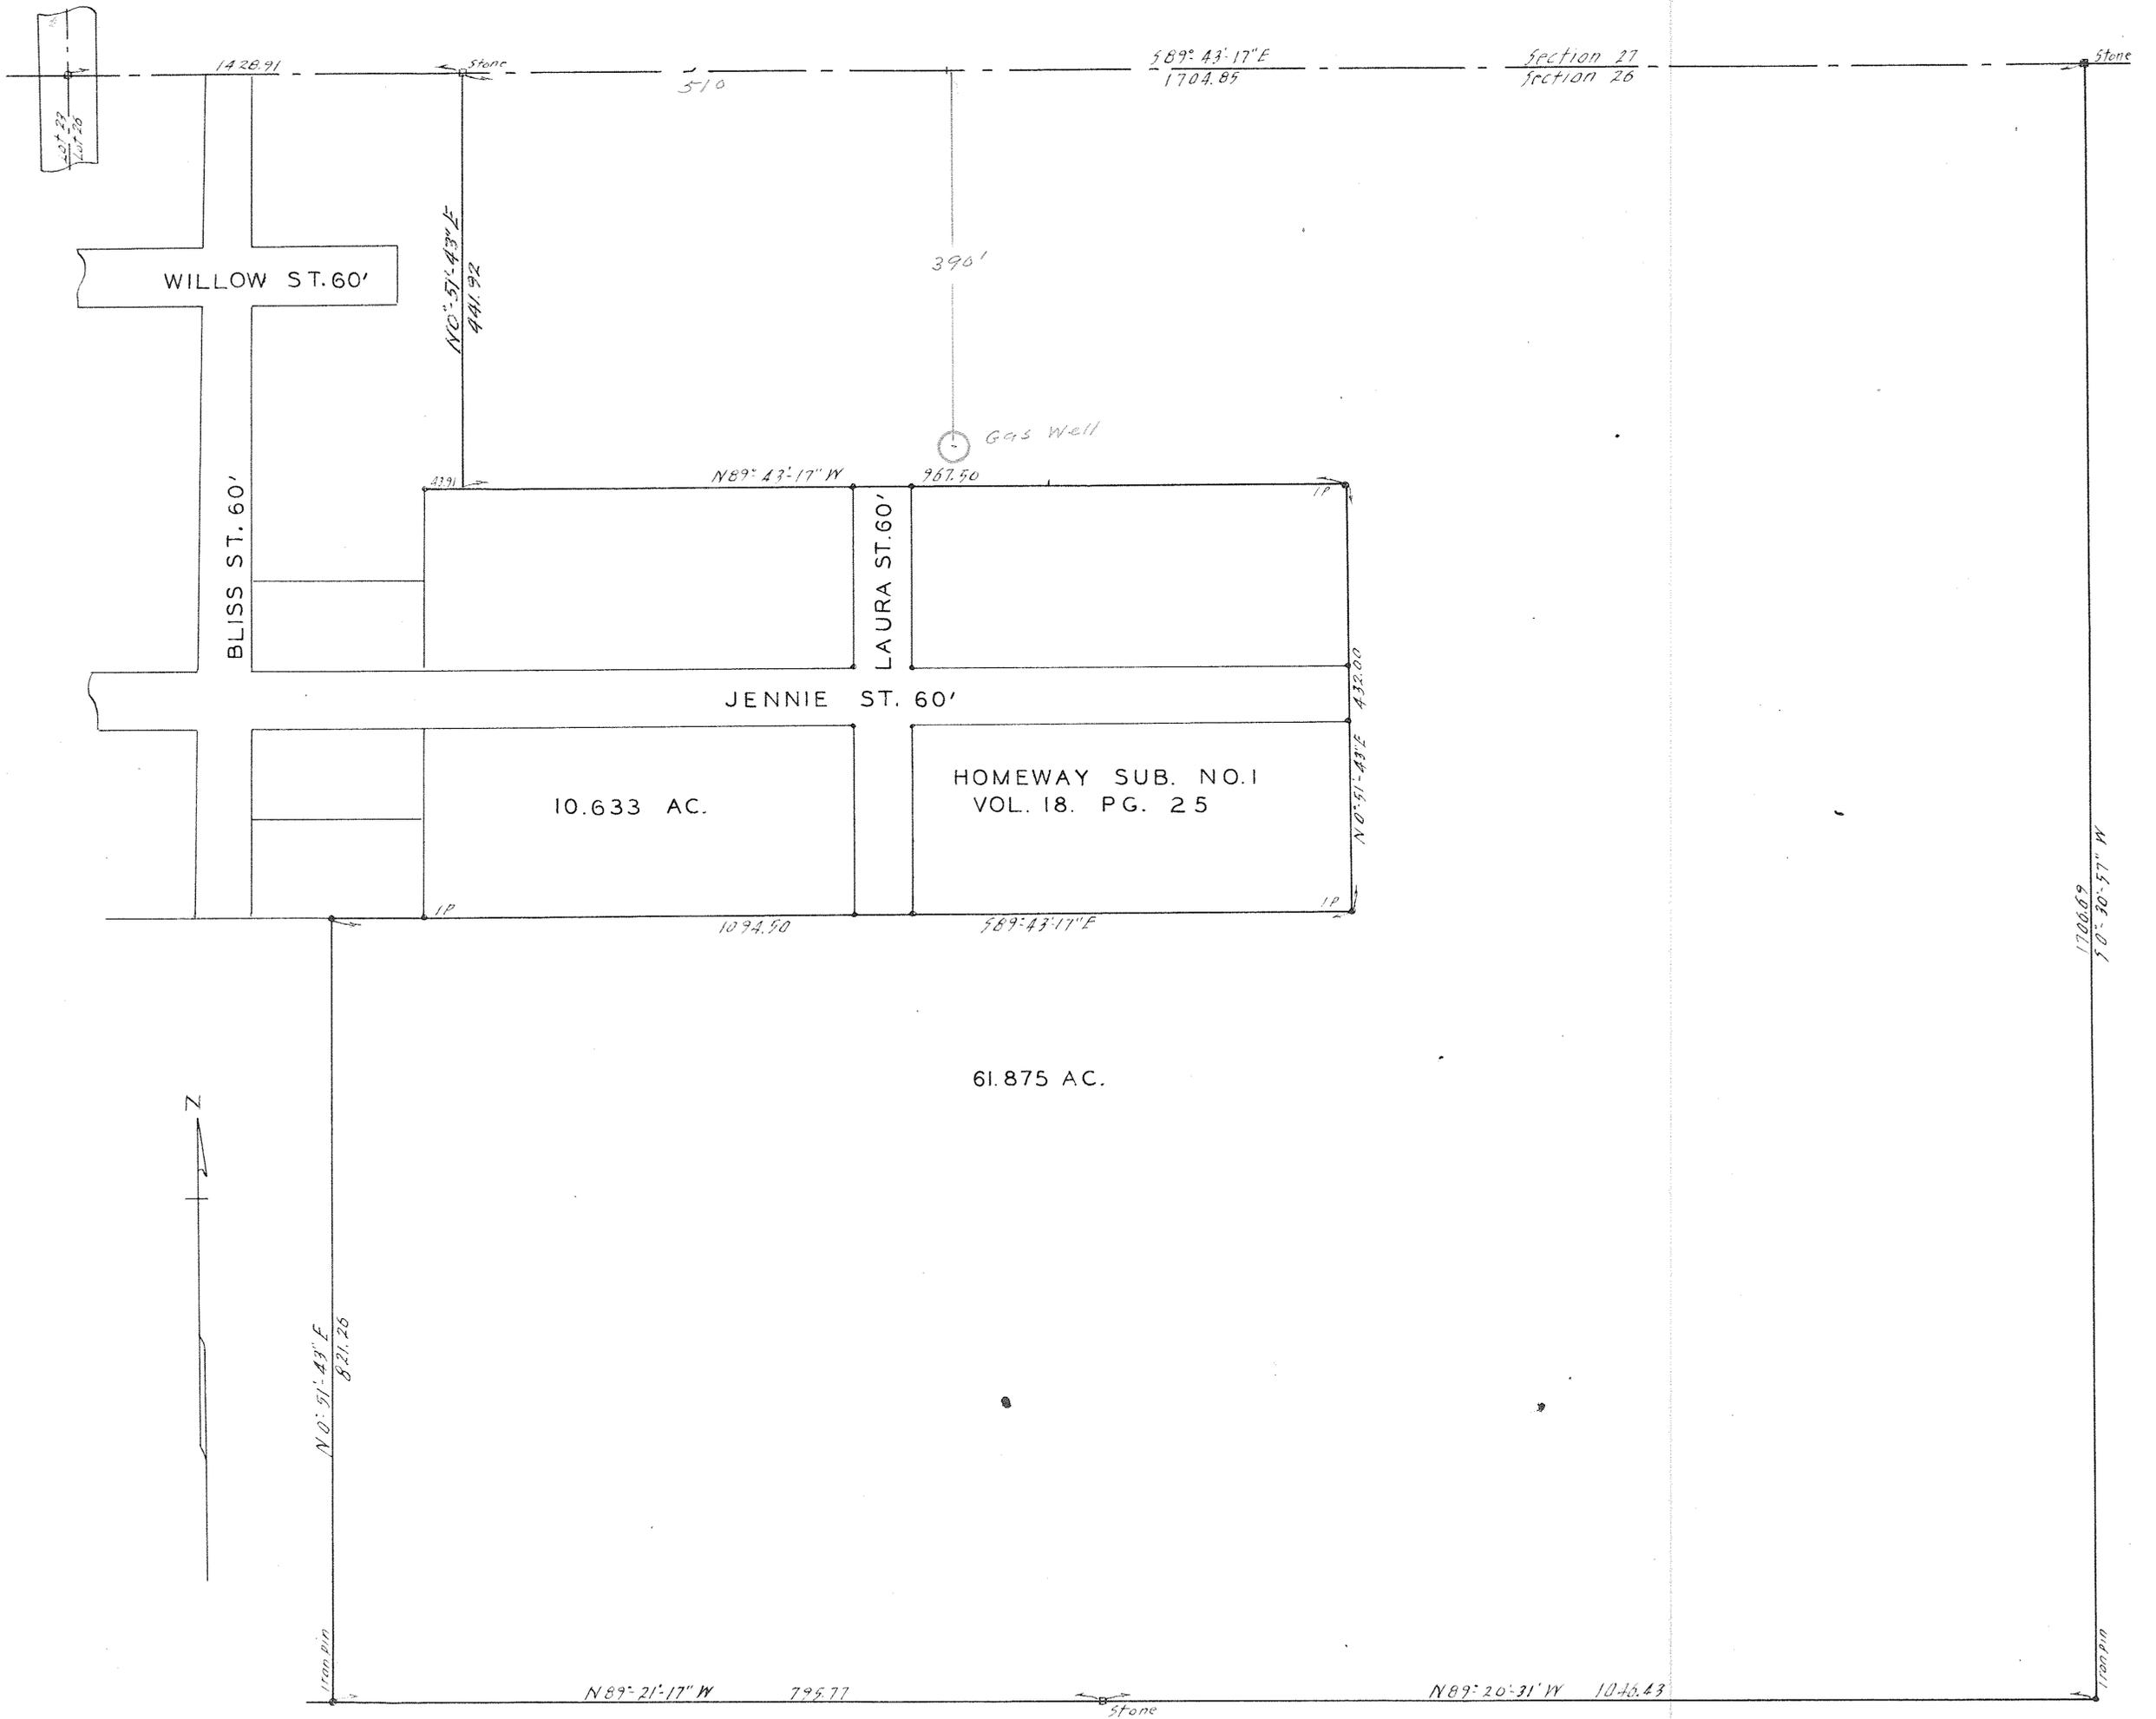 1428.91
Stone
510
S89°-43'-17"E
1704.85
Section 27
Section 26
Stone
Lot 26
WILLOW ST. 60'
N0°-51'-43"E
441.92
390'
Gas Well
43.91
N89°-43'-17"W
967.50
IP
BLISS ST. 60'
LAURA ST. 60'
JENNIE ST. 60'
432.00
N0°-51'-43"E
HOMEWAY SUB. NO.1
VOL. 18. PG. 25
10.633 AC.
IP
IP
1094.50
S89°-43'-17"E
1706.69
S0°-30'-57" W
61.875 AC.
N
N0°-51'-43" E
821.26
Iron pin
Iron pin
N89°-21'-17" W
795.77
Stone
N89°-20'-31' W
1046.43